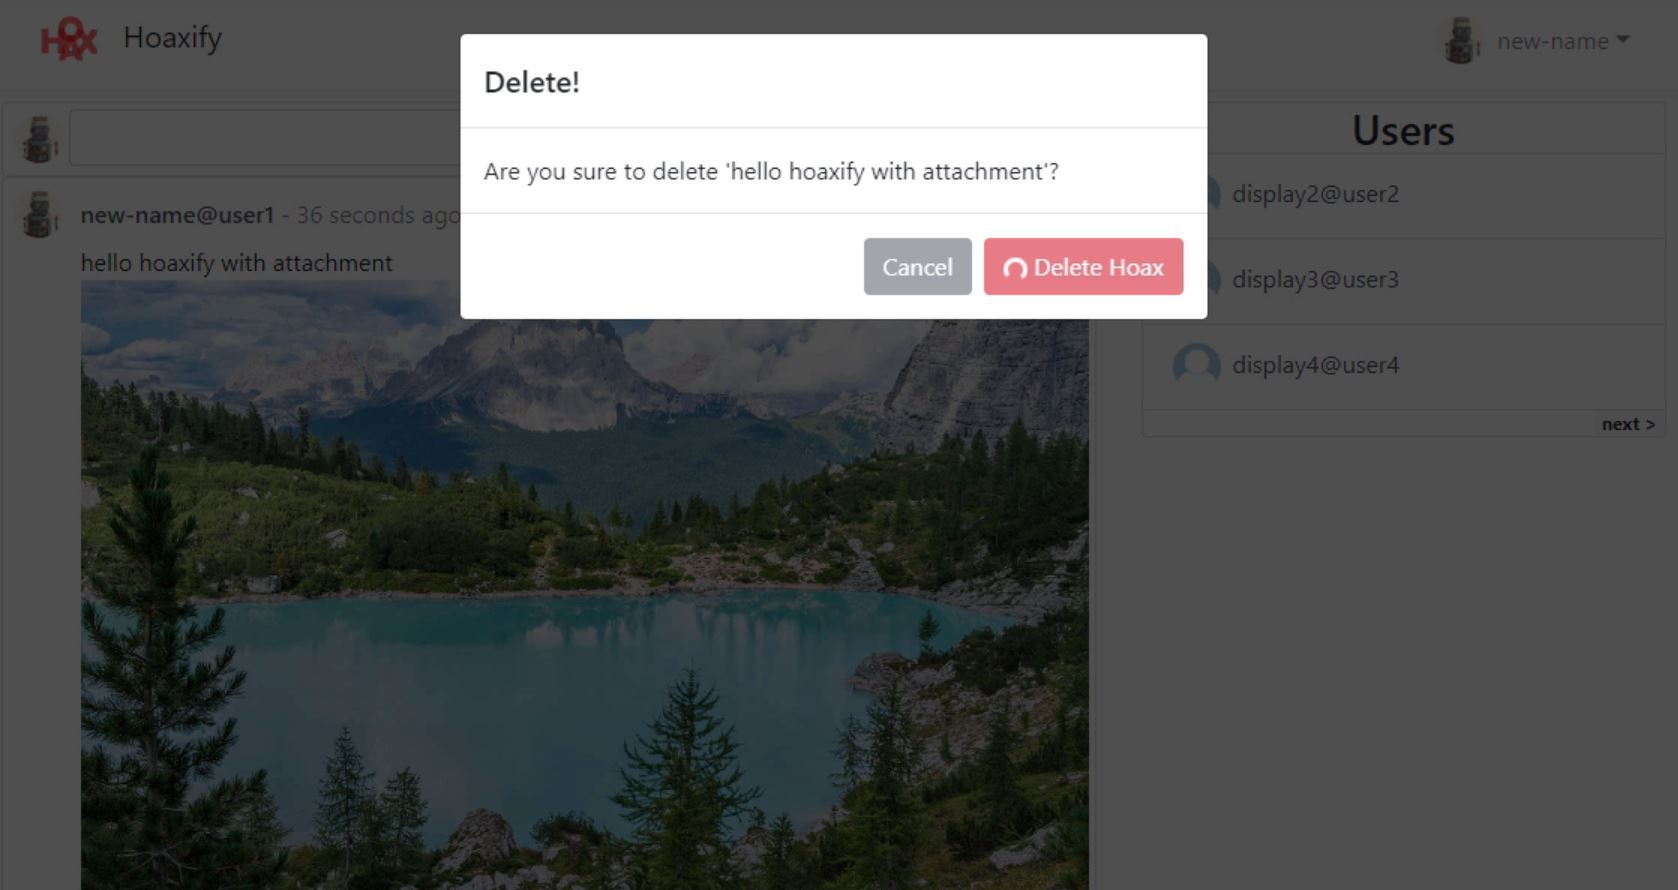 HOAX
Hoaxify
new-name
Delete!
Are you sure to delete 'hello hoaxify with attachment'?
Cancel
Delete Hoax
new-name@user1 - 36 seconds ago
hello hoaxify with attachment
Users
display2@user2
display3@user3
display4@user4
next >